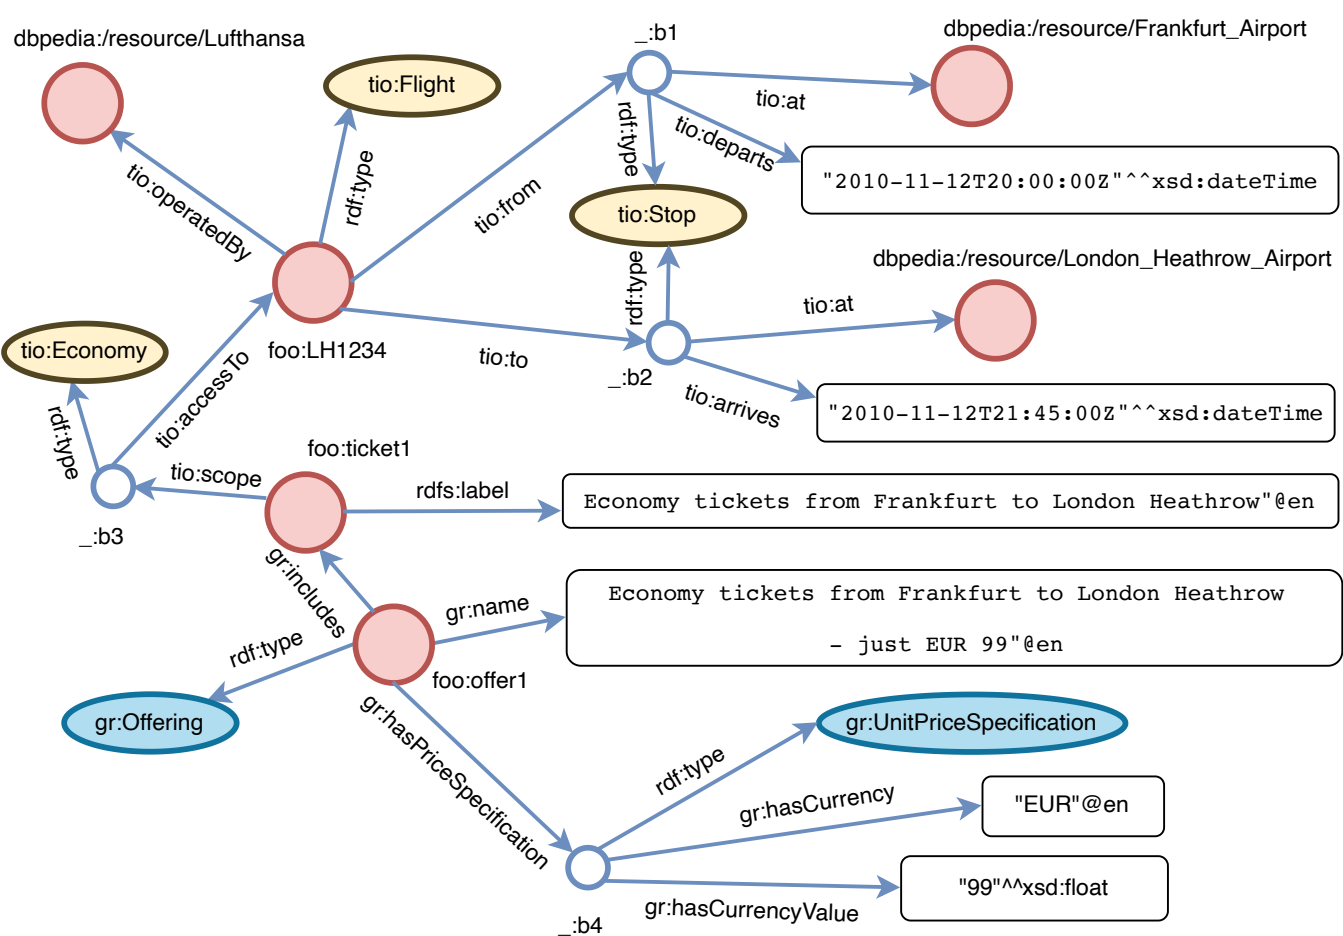 dbpedia:/resource/Lufthansa
tio:Flight
_:b1
dbpedia:/resource/Frankfurt_Airport
tio:at
rdf:type
tio:departs
"2010-11-12T20:00:00Z"^^xsd:dateTime
tio:operatedBy
rdf:type
tio:from
tio:Stop
dbpedia:/resource/London_Heathrow_Airport
rdf:type
tio:at
foo:LH1234
tio:to
_:b2
tio:arrives
"2010-11-12T21:45:00Z"^^xsd:dateTime
tio:Economy
tio:accessTo
rdf:type
foo:ticket1
tio:scope
rdfs:label
Economy tickets from Frankfurt to London Heathrow"@en
_:b3
gr:includes
gr:name
Economy tickets from Frankfurt to London Heathrow
- just EUR 99"@en
rdf:type
foo:offer1
gr:Offering
gr:hasPriceSpecification
gr:UnitPriceSpecification
rdf:type
gr:hasCurrency
"EUR"@en
"99"^^xsd:float
gr:hasCurrencyValue
_:b4